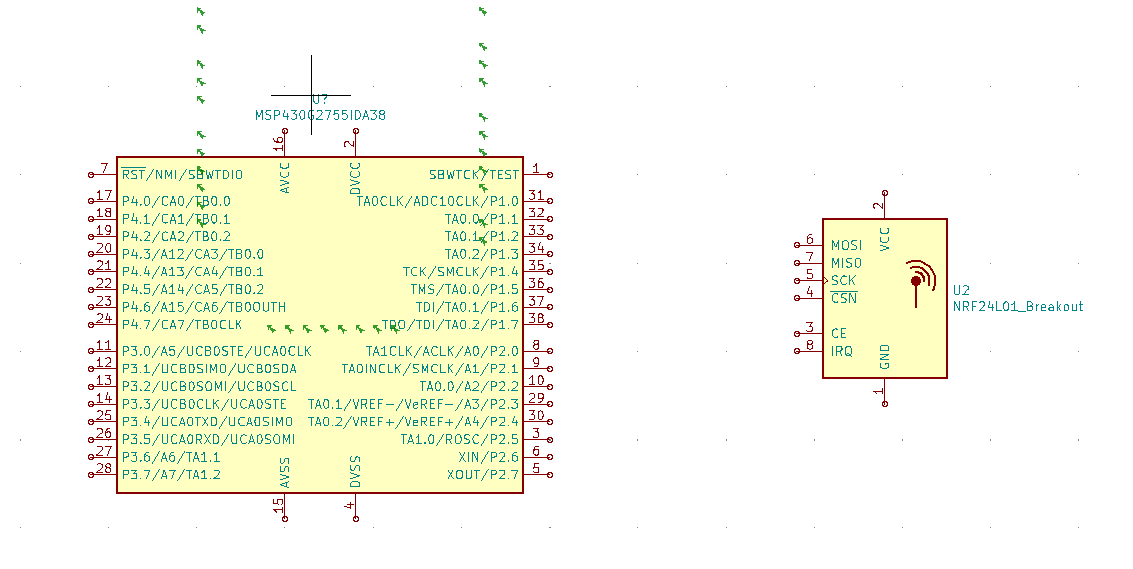 U?
MSP430G2755IDA38
16 AVCC
2 DVCC
7 RST/NMI/SBWTDIO SBWTCK/TEST 1
17 P4.0/CA0/TB0.0 TA0CLK/ADC10CLK/P1.0 31
18 P4.1/CA1/TB0.1 TA0.0/P1.1 32
19 P4.2/CA2/TB0.2 TA0.1/P1.2 33
20 P4.3/A12/CA3/TB0.0 TA0.2/P1.3 34
21 P4.4/A13/CA4/TB0.1 TCK/SMCLK/P1.4 35
22 P4.5/A14/CA5/TB0.2 TMS/TA0.0/P1.5 36
23 P4.6/A15/CA6/TB0OUTH TDI/TA0.1/P1.6 37
24 P4.7/CA7/TB0CLK TDO/TDI/TA0.2/P1.7 38
11 P3.0/A5/UCB0STE/UCA0CLK TA1CLK/ACLK/A0/P2.0 8
12 P3.1/UCB0SIMO/UCB0SDA TA0INCLK/SMCLK/A1/P2.1 9
13 P3.2/UCB0SOMI/UCB0SCL TA0.0/A2/P2.2 10
14 P3.3/UCB0CLK/UCA0STE TA0.1/VREF-/VeREF-/A3/P2.3 29
25 P3.4/UCA0TXD/UCA0SIMO TA0.2/VREF+/VeREF+/A4/P2.4 30
26 P3.5/UCA0RXD/UCA0SOMI TA1.0/ROSC/P2.5 3
27 P3.6/A6/TA1.1 XIN/P2.6 6
28 P3.7/A7/TA1.2 XOUT/P2.7 5
15 AVSS
4 DVSS
2 VCC
6 MOSI
7 MISO
5 SCK
4 CSN
3 CE
8 IRQ
1 GND
U2
NRF24L01_Breakout